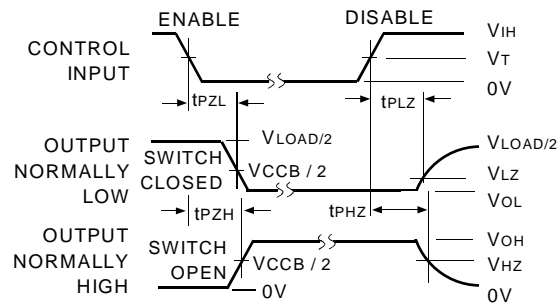 ENABLE
DISABLE
CONTROL
INPUT
VIH
VT
0V
tPZL
tPLZ
OUTPUT
NORMALLY
LOW
SWITCH
CLOSED
VLOAD/2
VCCB / 2
VLOAD/2
VLZ
VOL
tPZH
tPHZ
OUTPUT
NORMALLY
HIGH
SWITCH
OPEN
VCCB / 2
0V
VOH
VHZ
0V